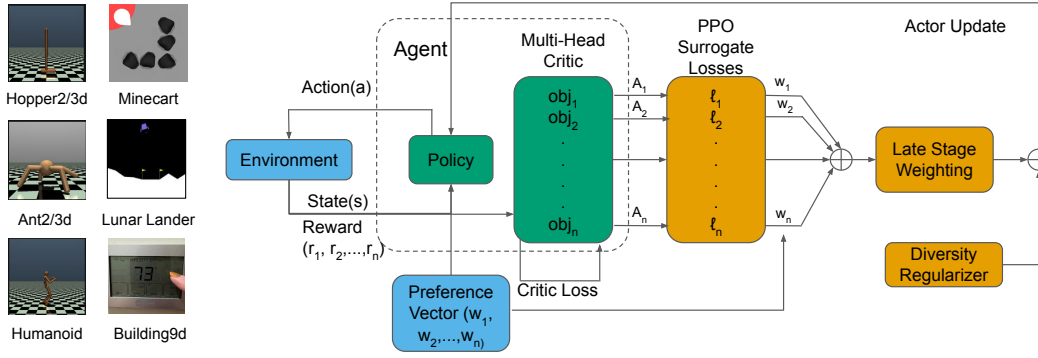 Hopper2/3d
Minecart
Ant2/3d
Lunar Lander
73
Humanoid
Building9d
Agent
Multi-Head
Critic
PPO
Surrogate
Losses
Actor Update
Action(a)
Environment
Policy
State(s)
Reward
(r₁, r₂,...,rₙ)
obj₁
obj₂
.
.
.
objₙ
A₁
A₂
Aₙ
ℓ₁
ℓ₂
.
.
.
ℓₙ
w₁
w₂
wₙ
Late Stage
Weighting
Diversity
Regularizer
Critic Loss
Preference
Vector (w₁,
w₂,...,wₙ)